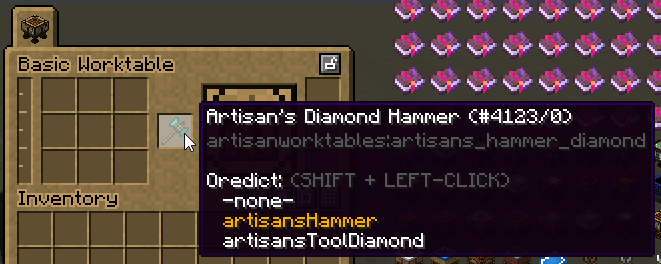 Basic Worktable
Artisan's Diamond Hammer (#4123/0)
artisanworktables:artisans_hammer_diamond
Oredict: (SHIFT + LEFT-CLICK)
-none-
Inventory
artisansHammer
artisansToolDiamond